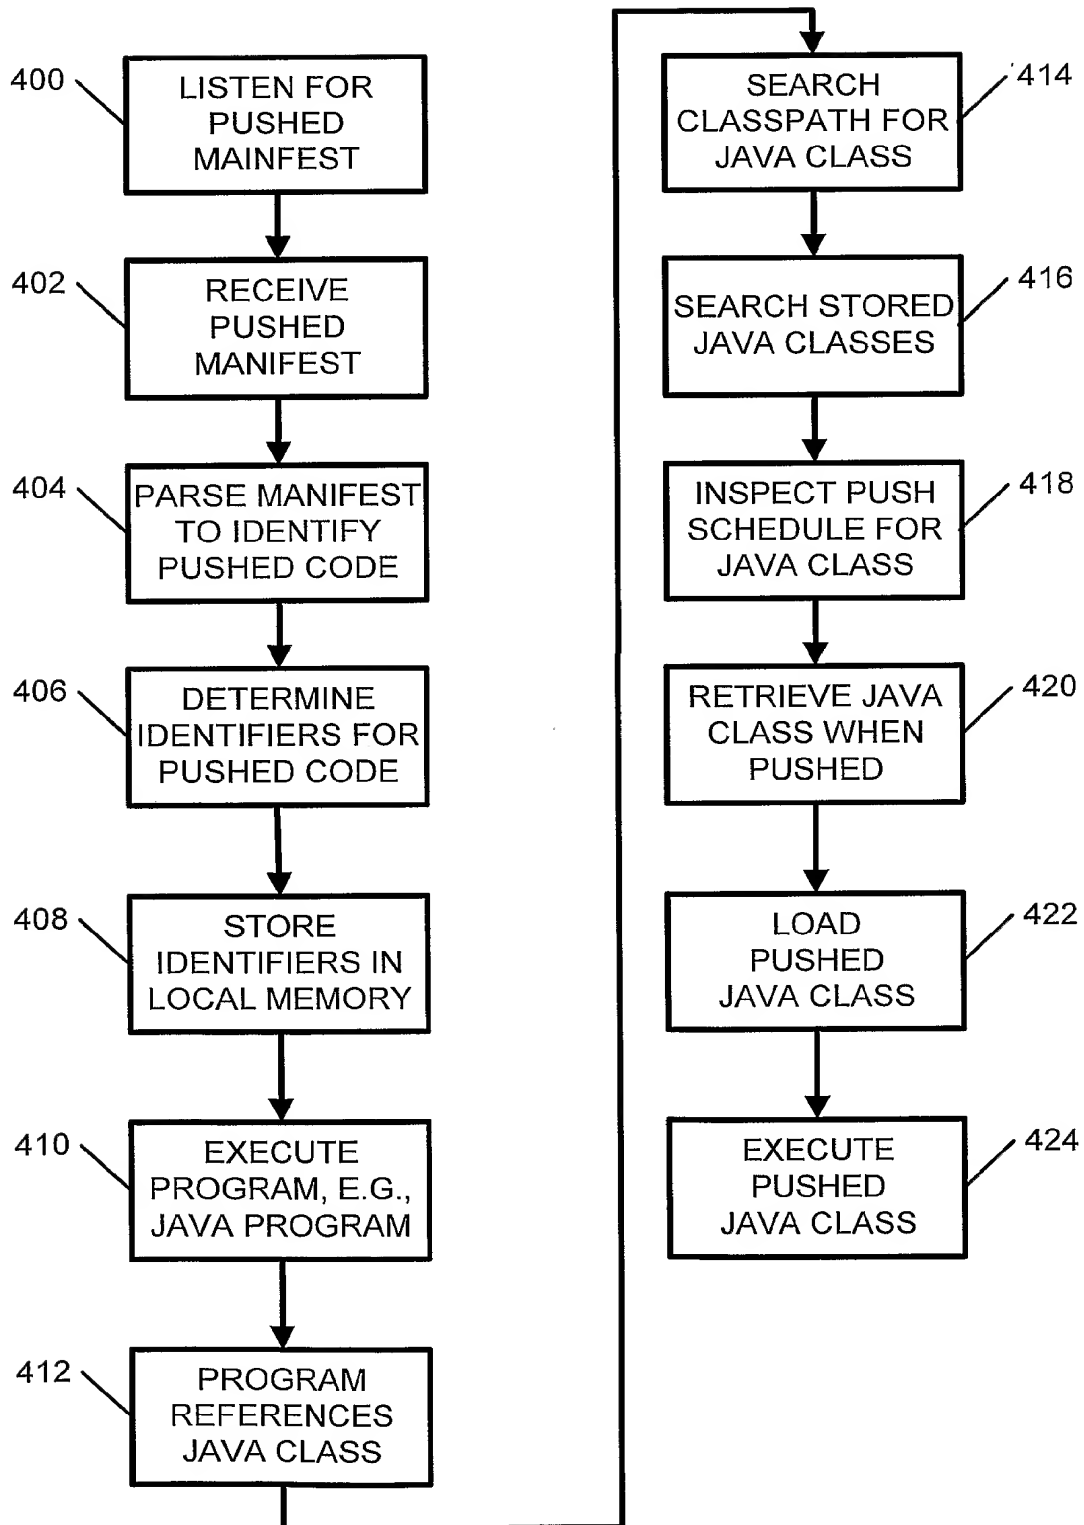 400
LISTEN FOR
PUSHED
MAINFEST
402
RECEIVE
PUSHED
MANIFEST
404
PARSE MANIFEST
TO IDENTIFY
PUSHED CODE
406
DETERMINE
IDENTIFIERS FOR
PUSHED CODE
408
STORE
IDENTIFIERS IN
LOCAL MEMORY
410
EXECUTE
PROGRAM, E.G.,
JAVA PROGRAM
412
PROGRAM
REFERENCES
JAVA CLASS
414
SEARCH
CLASSPATH FOR
JAVA CLASS
416
SEARCH STORED
JAVA CLASSES
418
INSPECT PUSH
SCHEDULE FOR
JAVA CLASS
420
RETRIEVE JAVA
CLASS WHEN
PUSHED
422
LOAD
PUSHED
JAVA CLASS
424
EXECUTE
PUSHED
JAVA CLASS